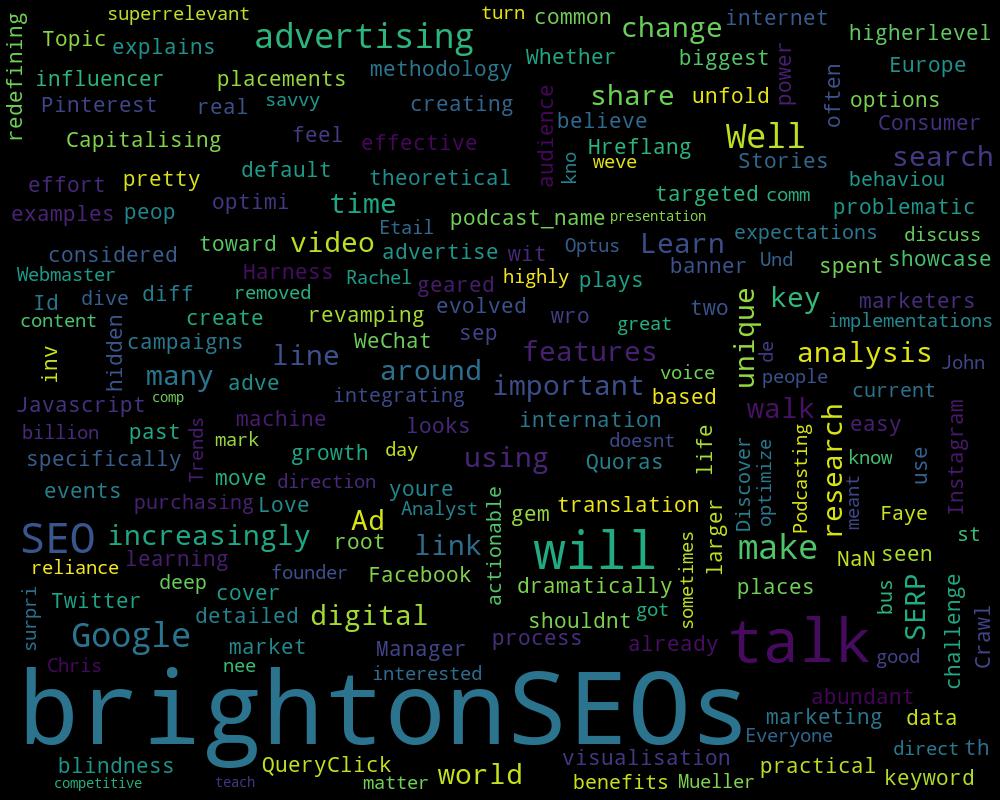 superrelevant
turn
common
change
internet
redefining
Topic
explains
advertising
Whether
biggest
higherlevel
influencer
placements
methodology
power
often
Europe
Pinterest
real
savvy
creating
share
unfold
options
Capitalising
feel
effective
audience
believe
Hreflang
Well
Consumer
effort
pretty
default
theoretical
kno
weve
Stories
search
examples
peop
optimi
time
podcast_name
presentation
targeted
comm
behaviou
problematic
considered
toward
video
Etail
advertise
wit
Optus
Learn
expectations
discuss
Webmaster
Harness
Rachel
geared
highly
plays
banner
Und
spent
showcase
Id
dive
diff
removed
evolved
two
unique
key
marketers
content
hidden
create
revamping
wro
great
implementations
inv
campaigns
line
WeChat
sep
features
voice
de
analysis
John
many
adve
around
important
based
people
current
Javascript
comp
machine
integrating
internation
walk
research
easy
Instagram
billion
past
Trends
mark
looks
doesnt
life
specifically
growth
day
using
Quoras
Discover
optimize
Podcasting
know
use
events
move
direction
youre
purchasing
Love
Analyst
actionable
gem
translation
larger
meant
Faye
SEO
increasingly
Ad
root
link
will
sometimes
make
NaN
seen
st
reliance
learning
deep
founder
Facebook
dramatically
places
bus
SERP
challenge
Crawl
surpri
Twitter
cover
detailed
digital
shouldnt
got
Google
market
Manager
process
already
talk
good
Chris
nee
interested
abundant
brightonSEOs
marketing
data
Everyone
direct
th
blindness
QueryClick
visualisation
practical
competitive
teach
matter
world
benefits
Mueller
keyword